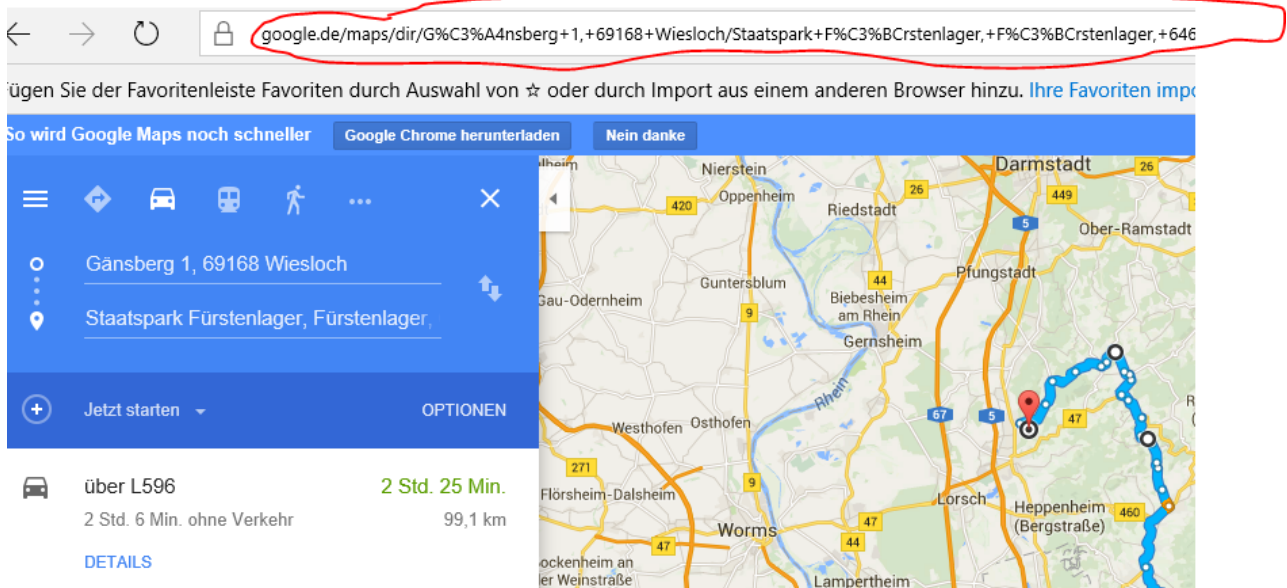 google.de/maps/dir/G%C3%A4nsberg+1,+69168+Wiesloch/Staatspark+F%C3%BCrstenlager,+F%C3%BCrstenlager,+646
ügen Sie der Favoritenleiste Favoriten durch Auswahl von ☆ oder durch Import aus einem anderen Browser hinzu. Ihre Favoriten impo
So wird Google Maps noch schneller Google Chrome herunterladen Nein danke
Gänsberg 1, 69168 Wiesloch
Staatspark Fürstenlager, Fürstenlager,
Jetzt starten OPTIONEN
über L596 2 Std. 25 Min.
2 Std. 6 Min. ohne Verkehr 99,1 km
DETAILS
Nierstein
Darmstadt
26
420
Oppenheim
26
449
Riedstadt
5
Ober-Ramstadt
Pfungstadt
Guntersblum
44
Gau-Odernheim
Biebesheim
am Rhein
9
Gernsheim
Rhein
67
5
47
Westhofen
Osthofen
271
Flörsheim-Dalsheim
9
Lorsch
Heppenheim
(Bergstraße)
460
Worms
47
44
47
ockenheim an
er Weinstraße
Lampertheim